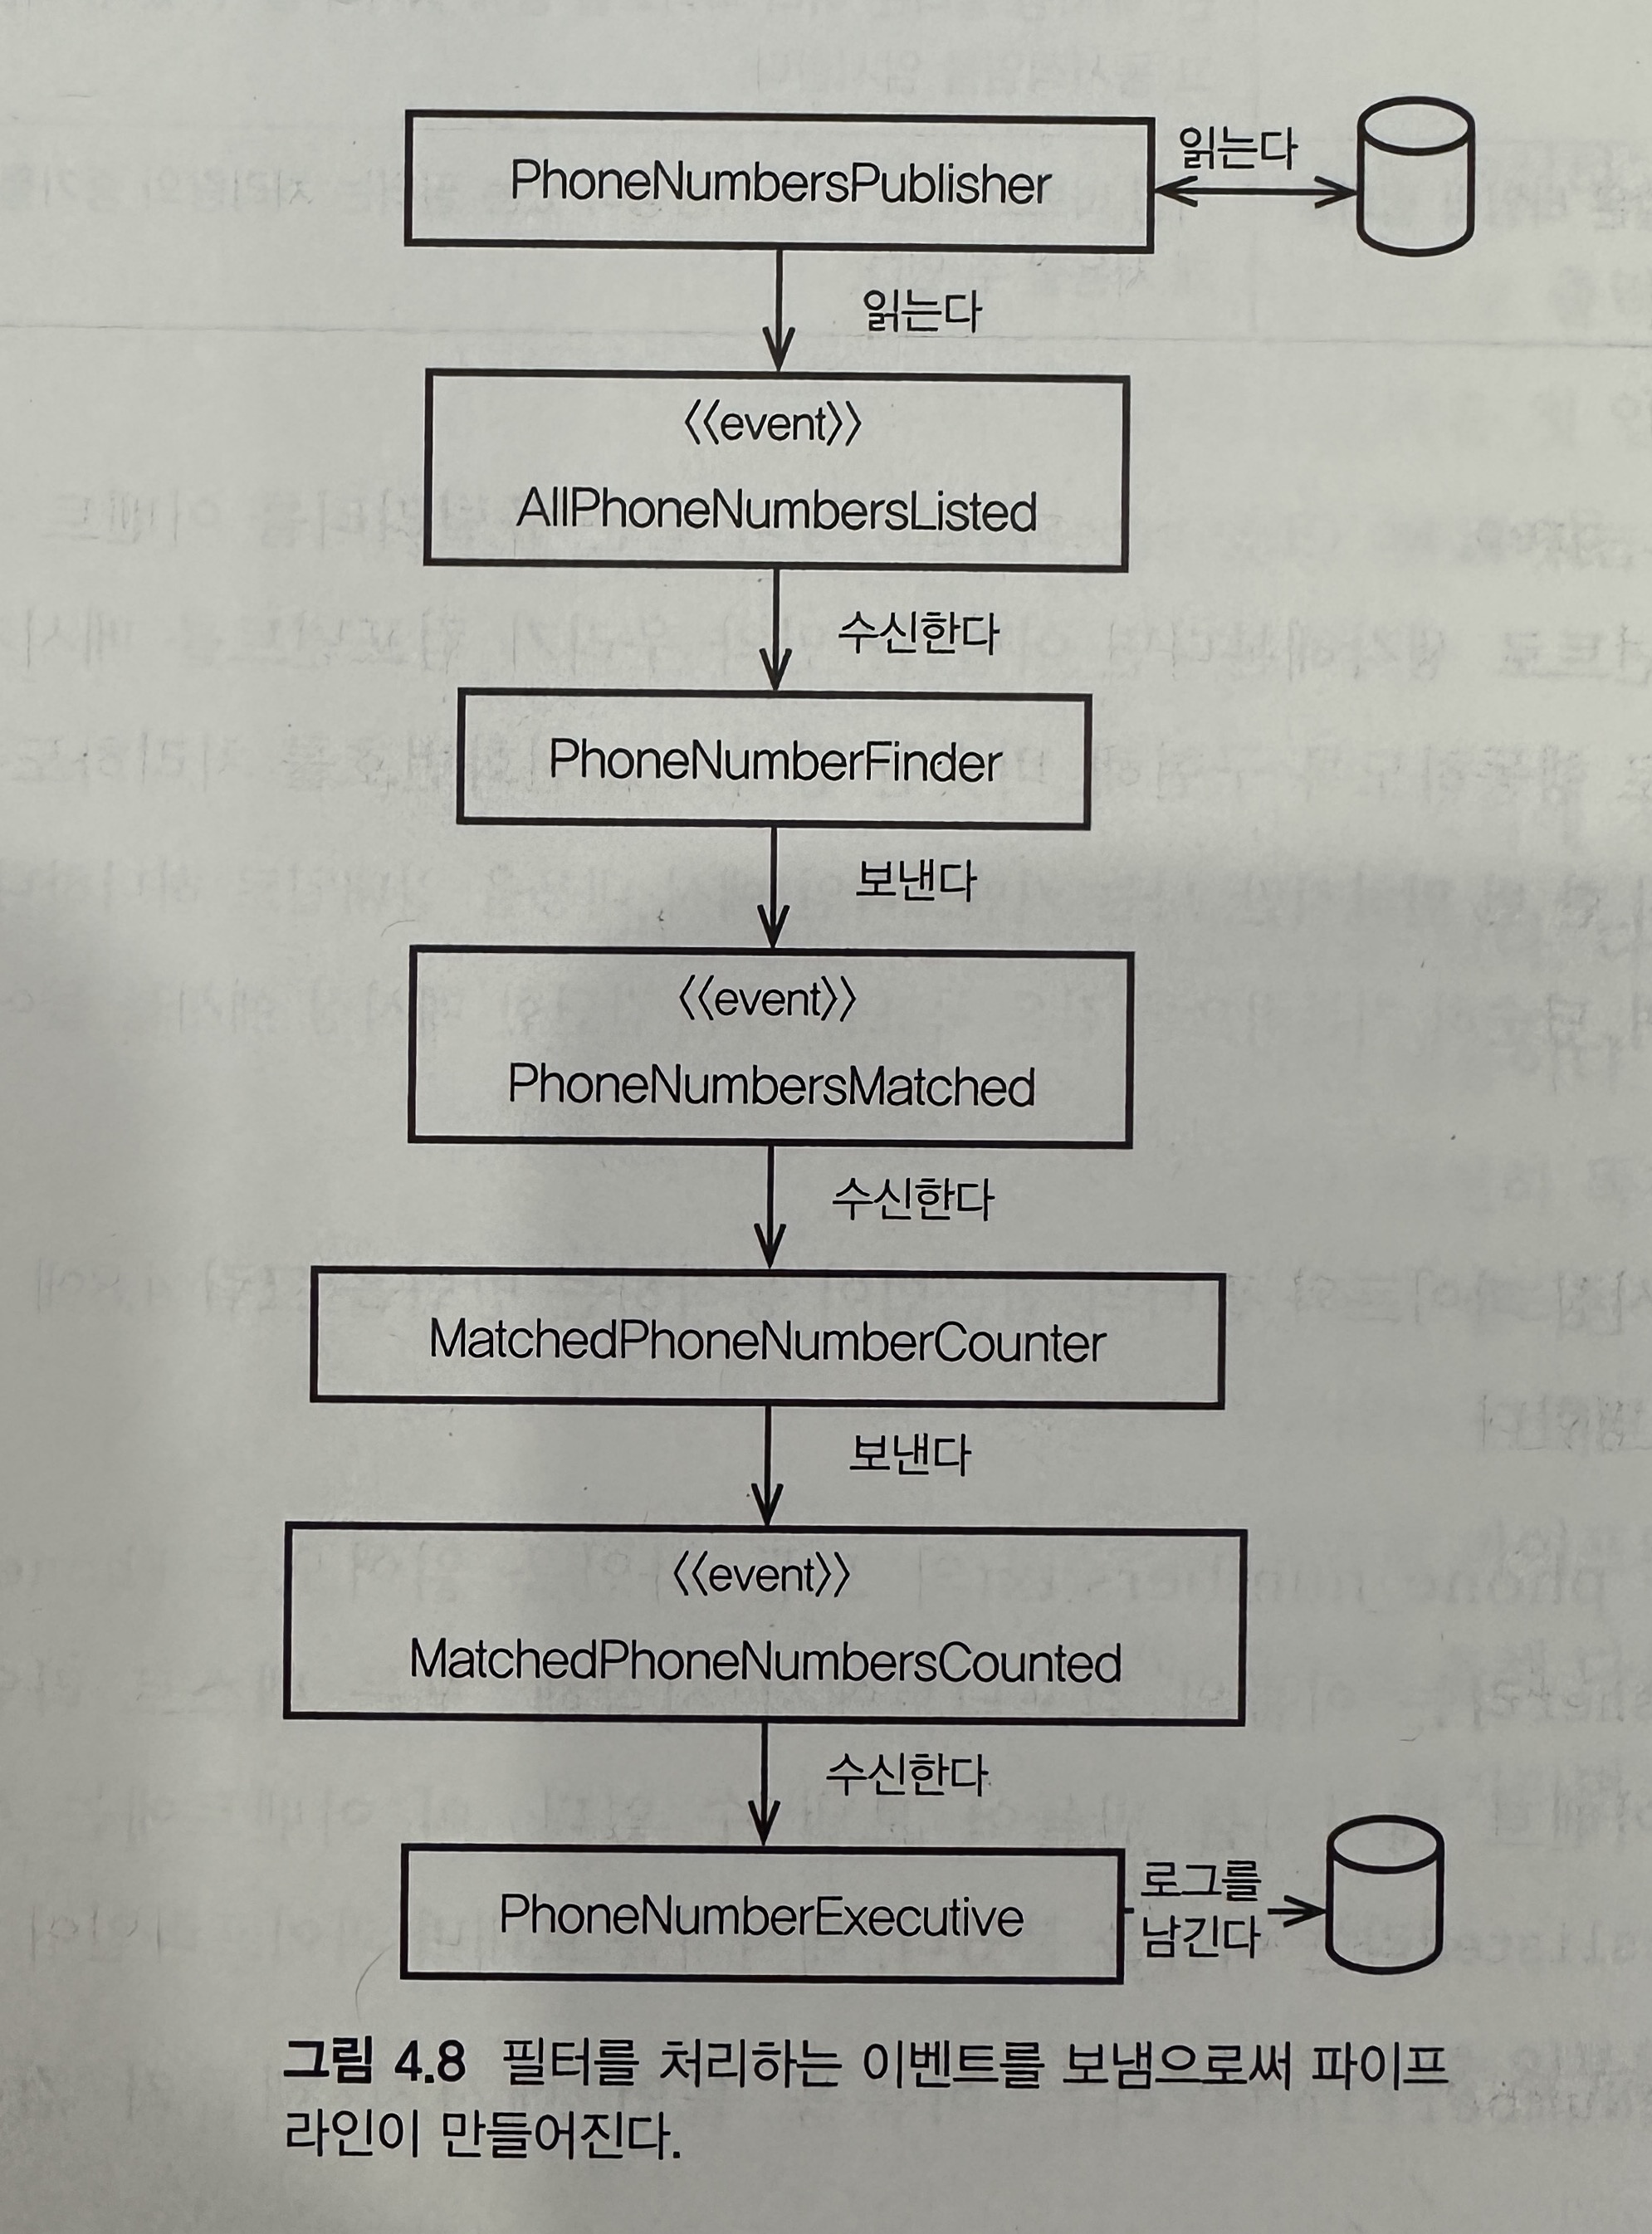 PhoneNumbersPublisher
읽는다
읽는다
〈〈event〉〉
AllPhoneNumbersListed
수신한다
PhoneNumberFinder
보낸다
〈〈event〉〉
PhoneNumbersMatched
수신한다
MatchedPhoneNumberCounter
보낸다
〈〈event〉〉
MatchedPhoneNumbersCounted
수신한다
PhoneNumberExecutive
로그를
남긴다
그림 4.8 필터를 처리하는 이벤트를 보냄으로써 파이프
라인이 만들어진다.